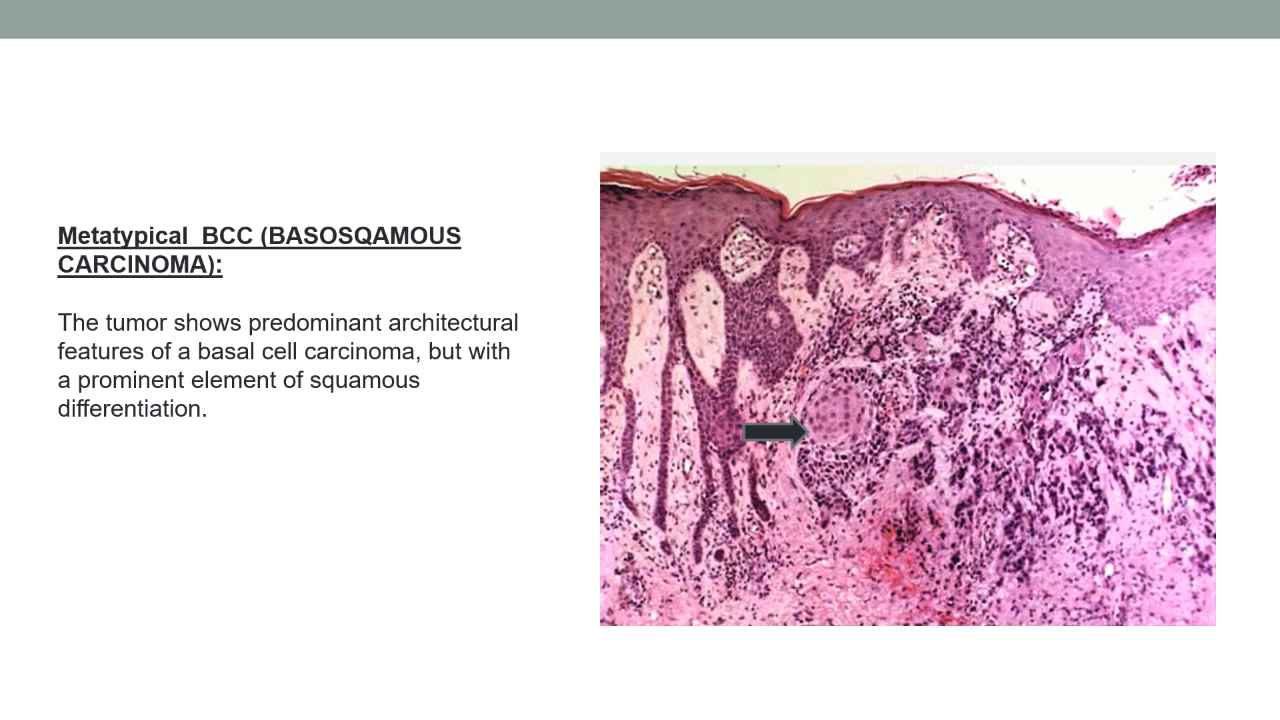 Metatypical  BCC (BASOSQAMOUS
CARCINOMA):
The tumor shows predominant architectural
features of a basal cell carcinoma, but with
a prominent element of squamous
differentiation.